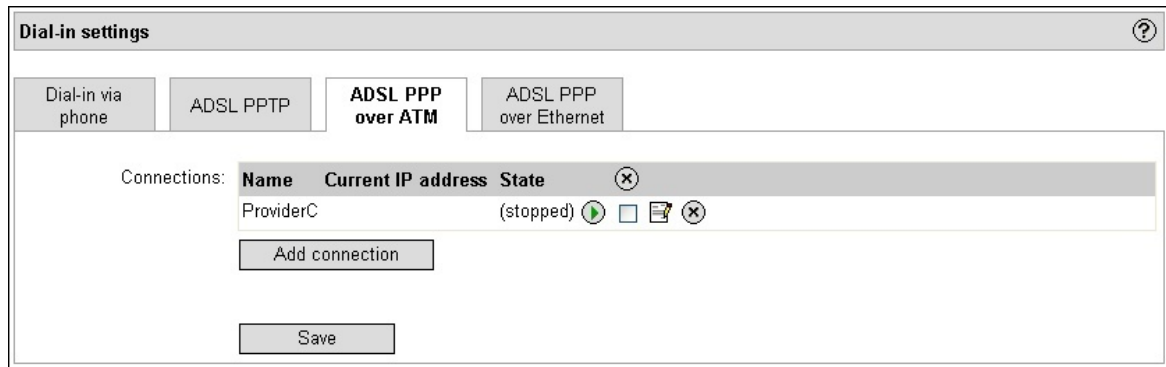 Dial-in settings
?
Dial-in via
phone
ADSL PPTP
ADSL PPP
over ATM
ADSL PPP
over Ethernet
Connections:
Name Current IP address State
ProviderC (stopped)
Add connection
Save